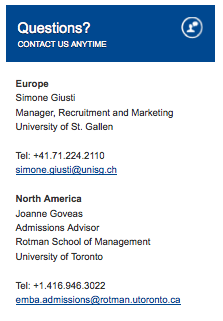 Questions?
CONTACT US ANYTIME
Europe
Simone Giusti
Manager, Recruitment and Marketing
University of St. Gallen
Tel: +41.71.224.2110
simone.giusti@unisg.ch
North America
Joanne Goveas
Admissions Advisor
Rotman School of Management
University of Toronto
Tel: +1.416.946.3022
emba.admissions@rotman.utoronto.ca